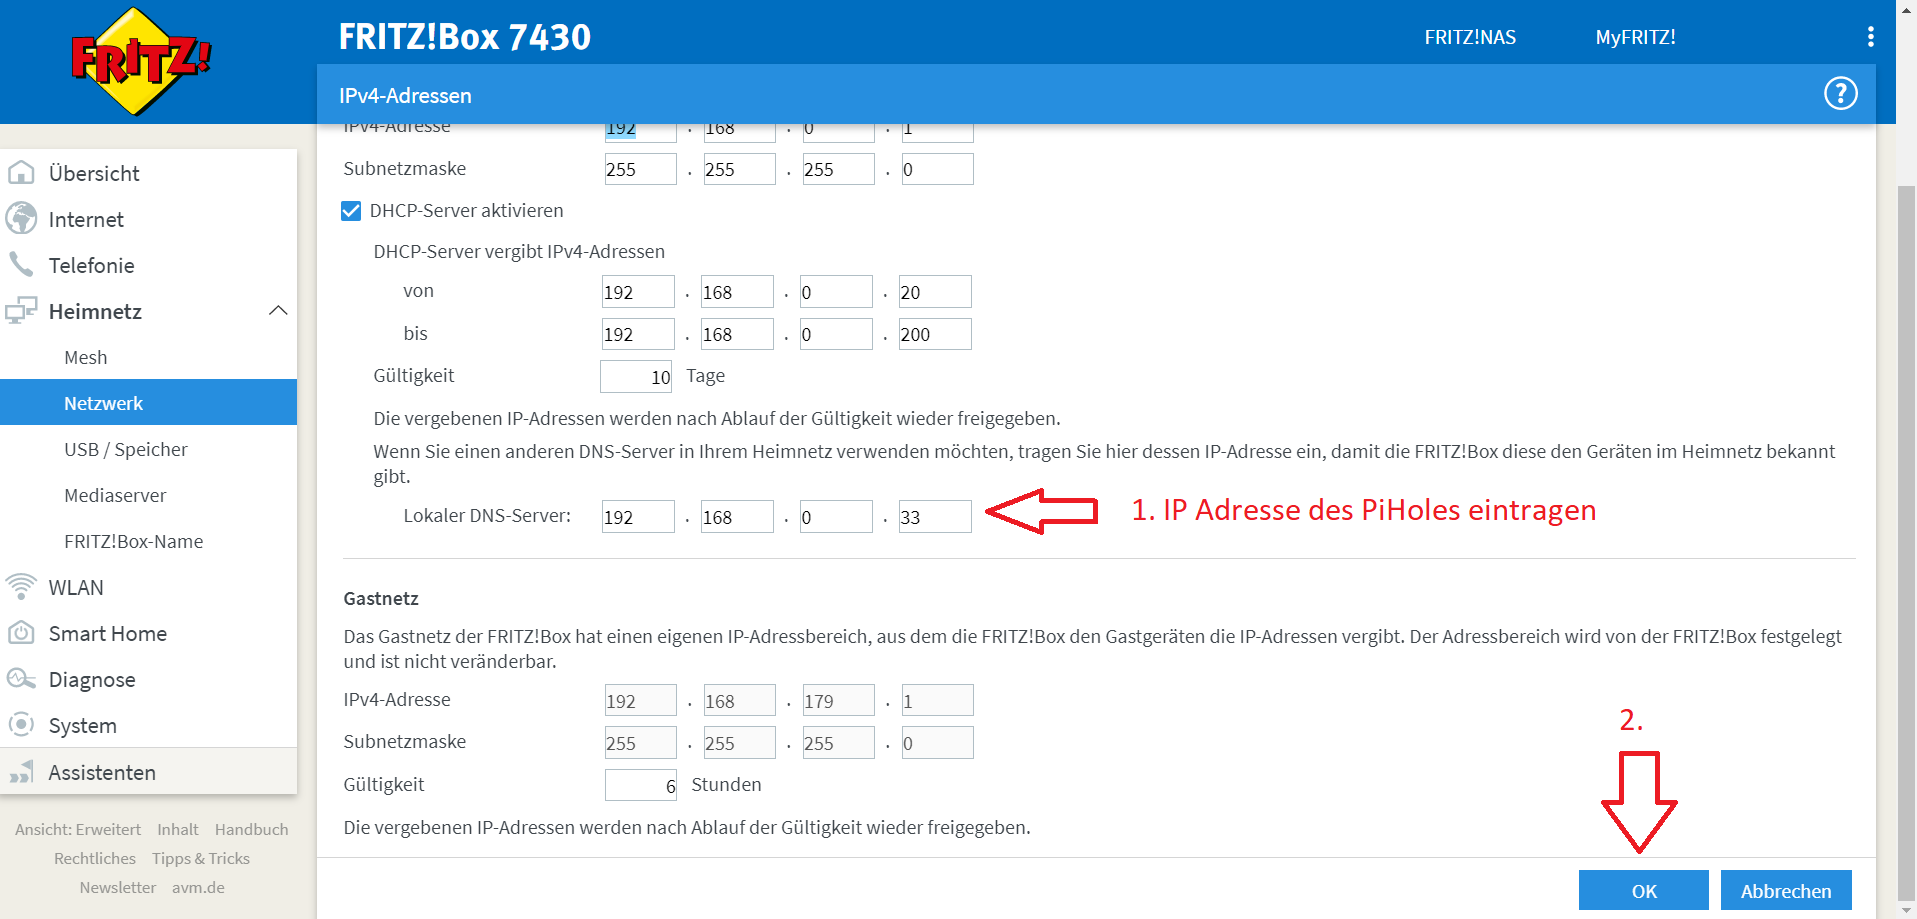 FRITZ!
FRITZ!Box 7430
FRITZ!NAS
MyFRITZ!
IPv4-Adressen
?
Übersicht
Internet
Telefonie
Heimnetz
Mesh
Netzwerk
USB / Speicher
Mediaserver
FRITZ!Box-Name
WLAN
Smart Home
Diagnose
System
Assistenten
Ansicht: Erweitert Inhalt Handbuch
Rechtliches Tipps & Tricks
Newsletter avm.de
IPv4-Adresse 192 . 168 . 0 . 1
Subnetzmaske 255 . 255 . 255 . 0
DHCP-Server aktivieren
DHCP-Server vergibt IPv4-Adressen
von 192 . 168 . 0 . 20
bis 192 . 168 . 0 . 200
Gültigkeit 10 Tage
Die vergebenen IP-Adressen werden nach Ablauf der Gültigkeit wieder freigegeben.
Wenn Sie einen anderen DNS-Server in Ihrem Heimnetz verwenden möchten, tragen Sie hier dessen IP-Adresse ein, damit die FRITZ!Box diese den Geräten im Heimnetz bekannt
gibt.
Lokaler DNS-Server: 192 . 168 . 0 . 33
1. IP Adresse des PiHoles eintragen
Gastnetz
Das Gastnetz der FRITZ!Box hat einen eigenen IP-Adressbereich, aus dem die FRITZ!Box den Gastgeräten die IP-Adressen vergibt. Der Adressbereich wird von der FRITZ!Box festgelegt
und ist nicht veränderbar.
IPv4-Adresse 192 . 168 . 179 . 1
Subnetzmaske 255 . 255 . 255 . 0
Gültigkeit 6 Stunden
Die vergebenen IP-Adressen werden nach Ablauf der Gültigkeit wieder freigegeben.
2.
OK
Abbrechen